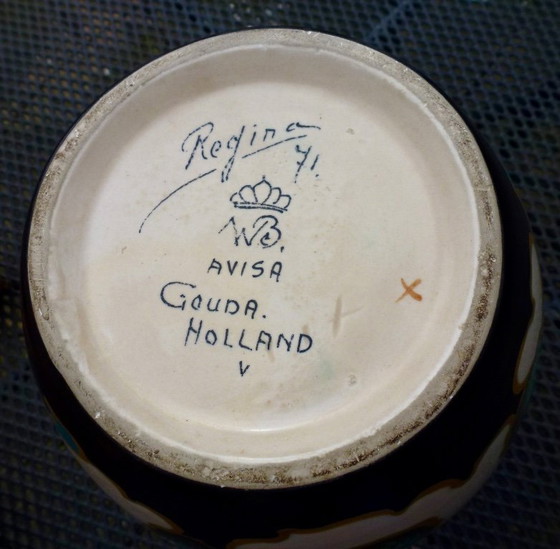 Regina
71.
WB.
AVISA
GOUDA.
HOLLAND
V
X